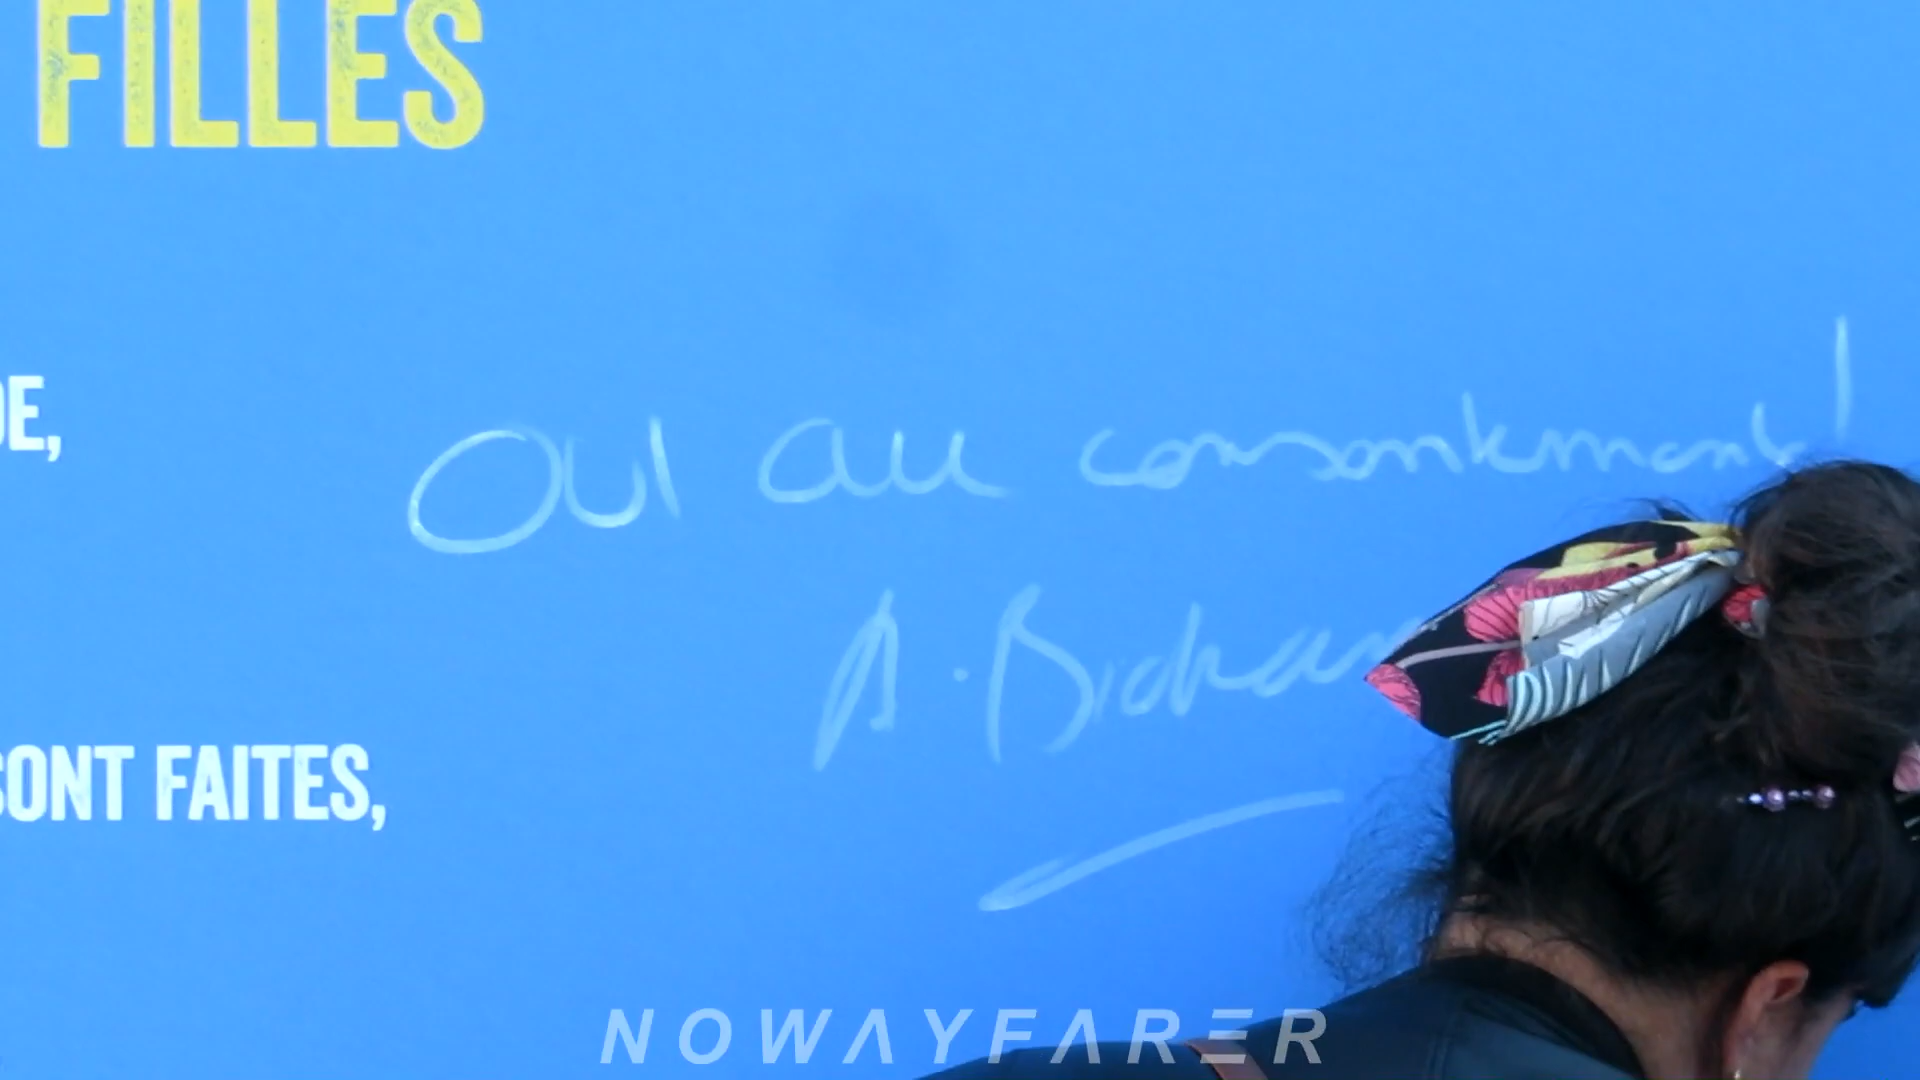 FILLES
DE,
OUI au consentement!
A. 
SONT FAITES,
NOWAYFARER